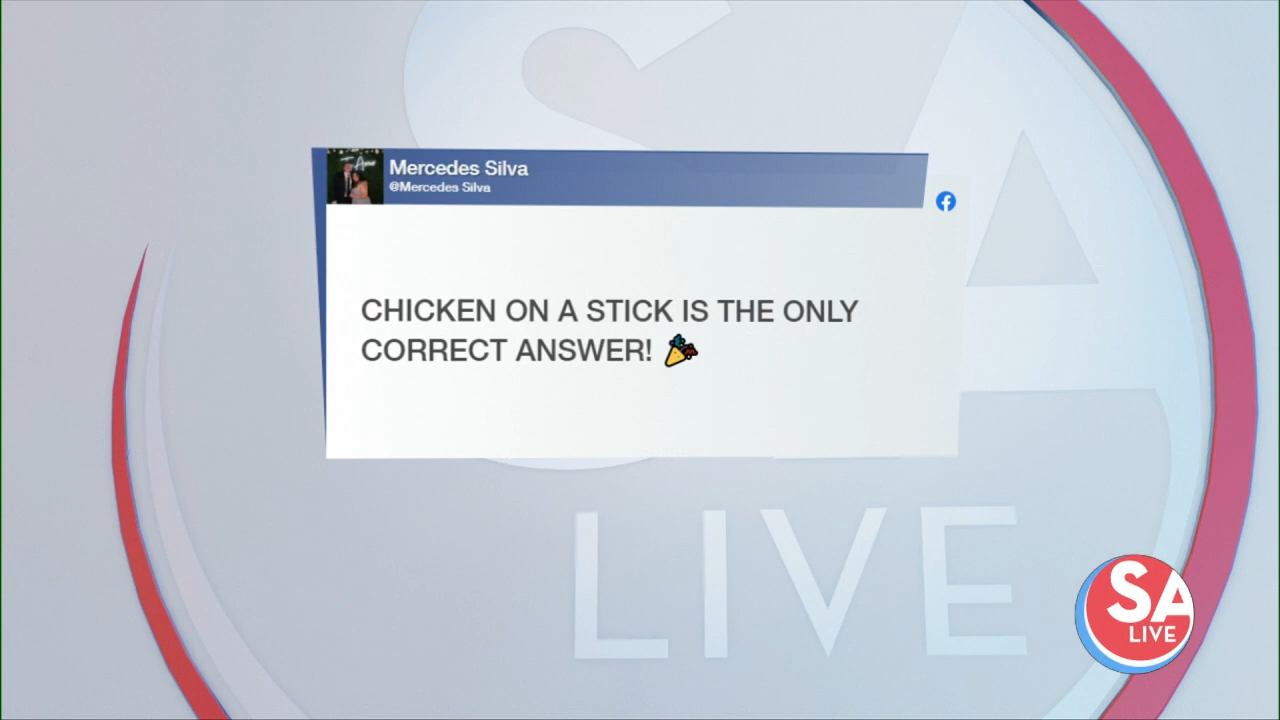 SA
Mercedes Silva
@Mercedes Silva
CHICKEN ON A STICK IS THE ONLY
CORRECT ANSWER! 🎉
LIVE
SA
LIVE